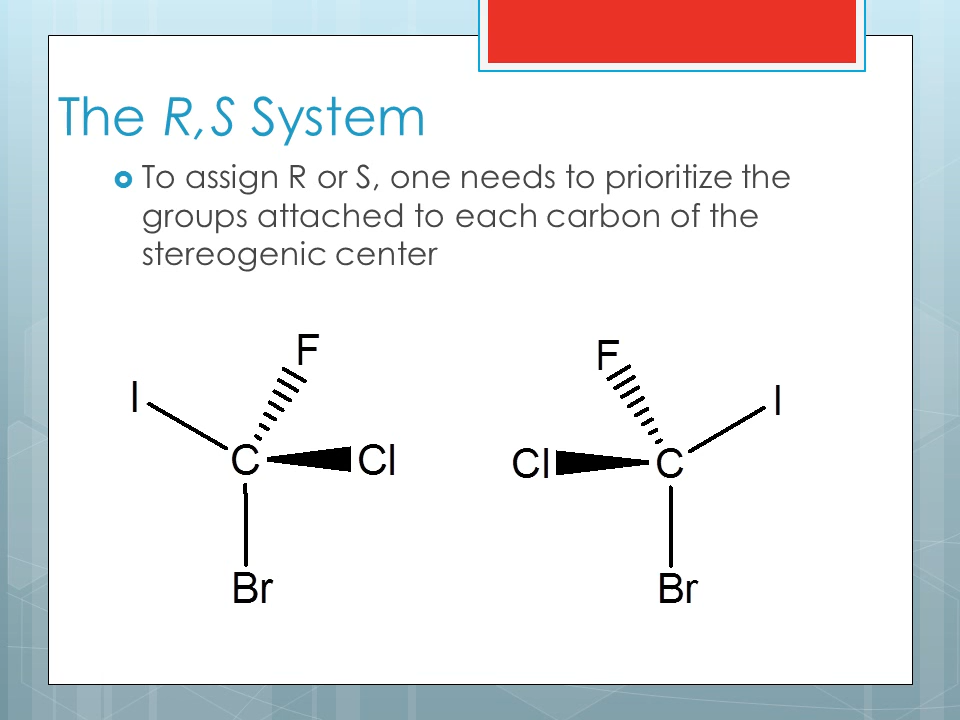 The R,S System
To assign R or S, one needs to prioritize the
groups attached to each carbon of the
stereogenic center
F
I
C
Cl
Br
F
I
Cl
C
Br